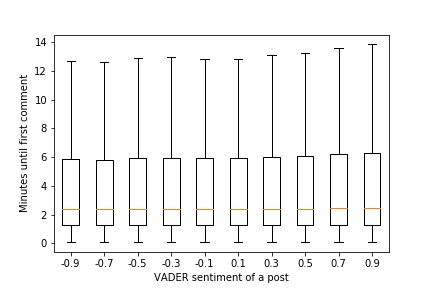 14
12
10
8
6
4
2
0
Minutes until first comment
-0.9 -0.7 -0.5 -0.3 -0.1 0.1 0.3 0.5 0.7 0.9
VADER sentiment of a post